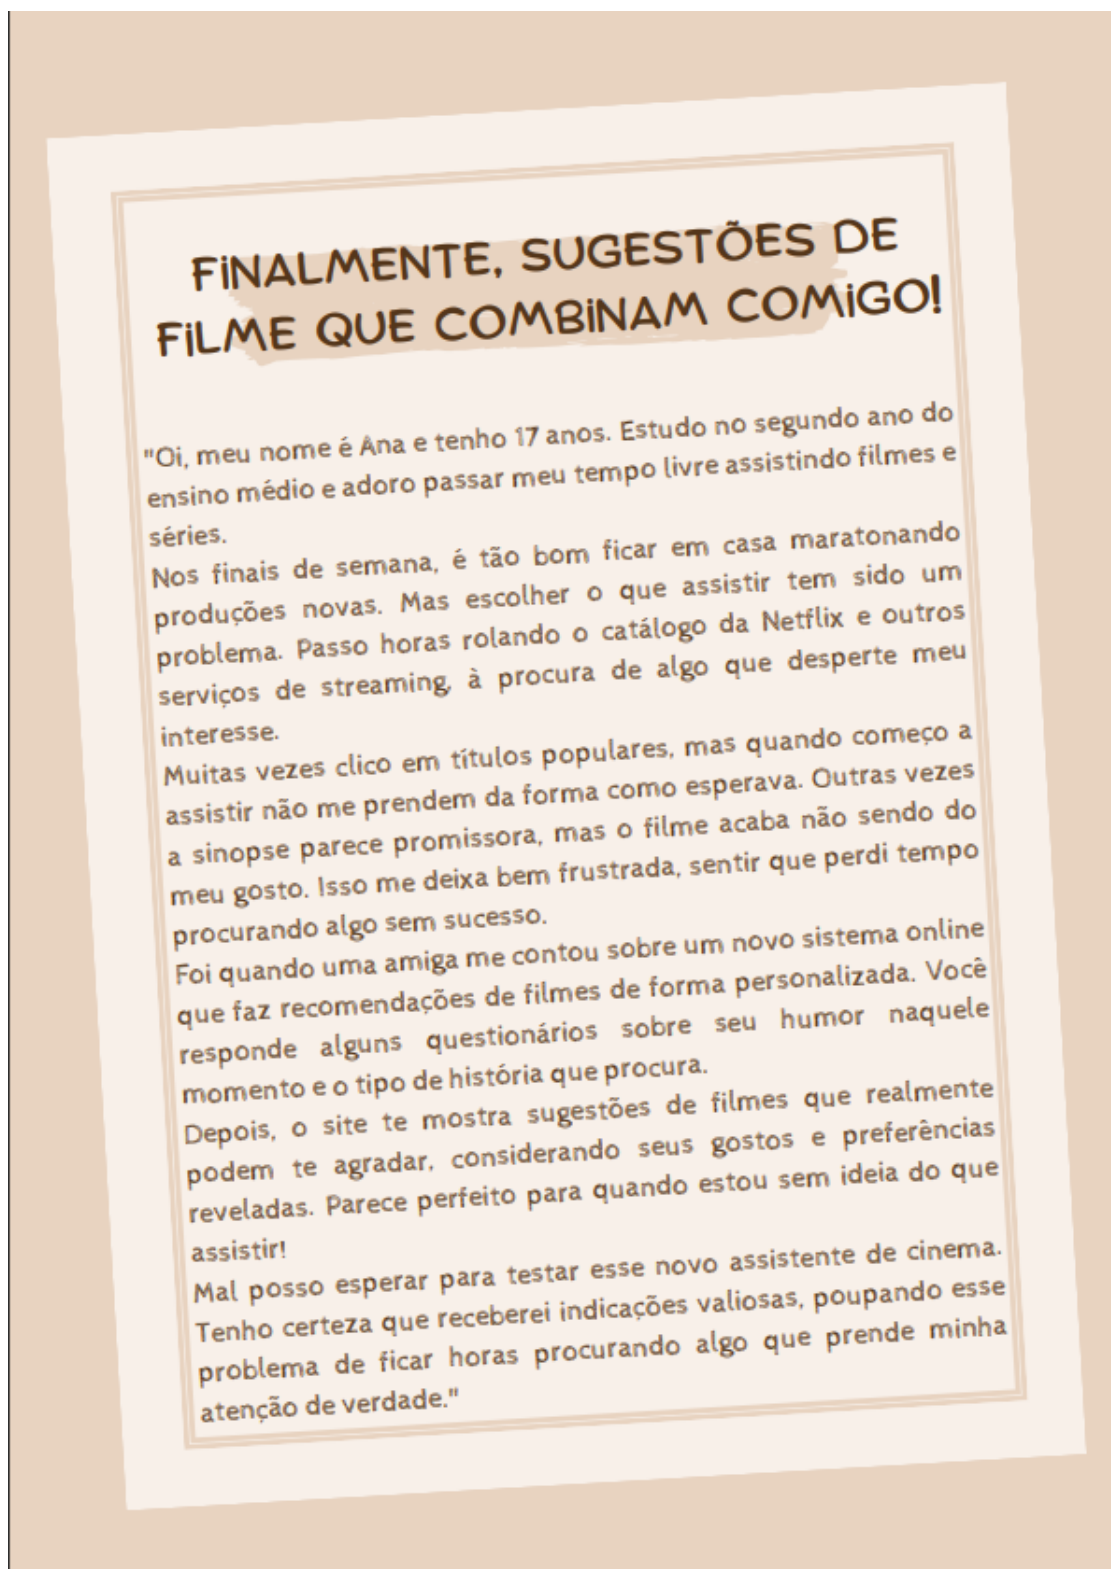 FiNALMENTE, SUGESTÕES DE
FiLME QUE COMBiNAM COMiGO!
"Oi, meu nome é Ana e tenho 17 anos. Estudo no segundo ano do
ensino médio e adoro passar meu tempo livre assistindo filmes e
séries.
Nos finais de semana, é tão bom ficar em casa maratonando
produções novas. Mas escolher o que assistir tem sido um
problema. Passo horas rolando o catálogo da Netflix e outros
serviços de streaming, à procura de algo que desperte meu
interesse.
Muitas vezes clico em títulos populares, mas quando começo a
assistir não me prendem da forma como esperava. Outras vezes
a sinopse parece promissora, mas o filme acaba não sendo do
meu gosto. Isso me deixa bem frustrada, sentir que perdi tempo
procurando algo sem sucesso.
Foi quando uma amiga me contou sobre um novo sistema online
que faz recomendações de filmes de forma personalizada. Você
responde alguns questionários sobre seu humor naquele
momento e o tipo de história que procura.
Depois, o site te mostra sugestões de filmes que realmente
podem te agradar, considerando seus gostos e preferências
reveladas. Parece perfeito para quando estou sem ideia do que
assistir!
Mal posso esperar para testar esse novo assistente de cinema.
Tenho certeza que receberei indicações valiosas, poupando esse
problema de ficar horas procurando algo que prende minha
atenção de verdade."